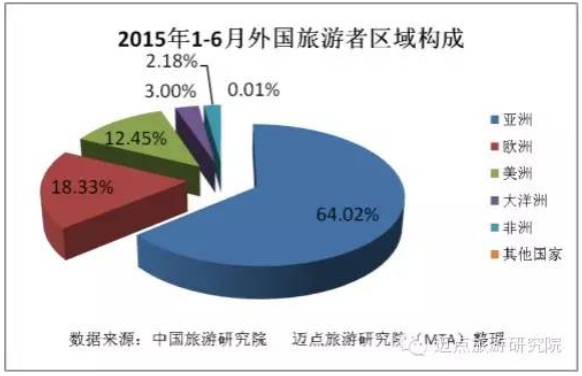 2015年1-6月外国旅游者区域构成
2.18%
3.00%
0.01%
12.45%
18.33%
64.02%
亚洲
欧洲
美洲
大洋洲
非洲
其他国家
数据来源：中国旅游研究院 迈点旅游研究院（MTA）整理
迈点旅游研究院